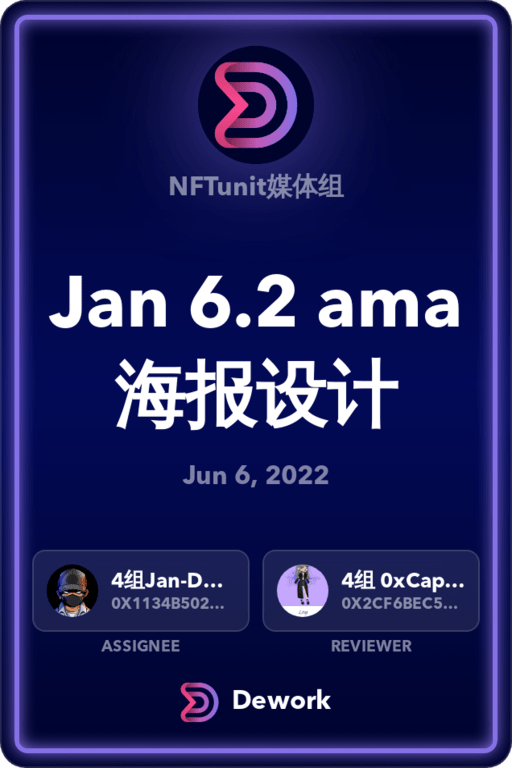 NFTunit媒体组
Jan 6.2 ama
海报设计
Jun 6, 2022
4组Jan-D...
0X1134B502...
4组 0xCap...
0X2CF6BEC5...
ASSIGNEE
REVIEWER
Dework